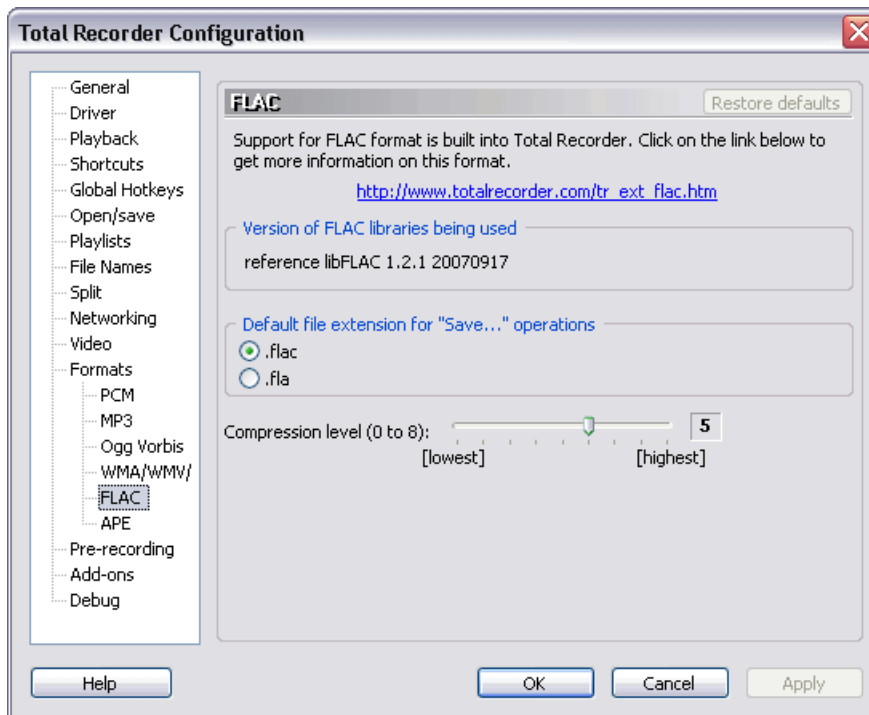 Total Recorder Configuration
General
Driver
Playback
Shortcuts
Global Hotkeys
Open/save
Playlists
File Names
Split
Networking
Video
Formats
PCM
MP3
Ogg Vorbis
WMA/WMV/
FLAC
APE
Pre-recording
Add-ons
Debug
FLAC
Restore defaults
Support for FLAC format is built into Total Recorder. Click on the link below to
get more information on this format.
http://www.totalrecorder.com/tr_ext_flac.htm
Version of FLAC libraries being used
reference libFLAC 1.2.1 20070917
Default file extension for "Save..." operations
.flac
.fla
Compression level (0 to 8):
5
[lowest]
[highest]
Help
OK
Cancel
Apply